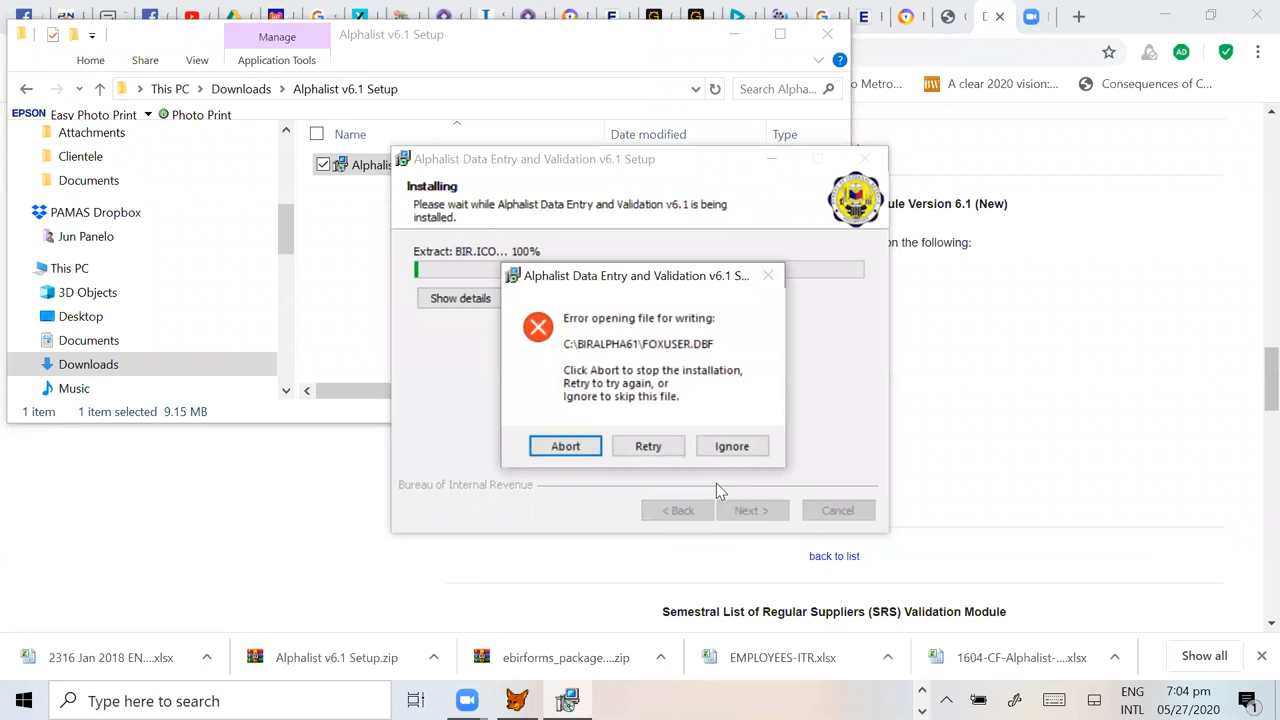 Manage
Alphalist v6.1 Setup
Home
Share
View
Application Tools
This PC
Downloads
Alphalist v6.1 Setup
Search Alpha...
EPSON
Easy Photo Print
Photo Print
Attachments
Clientele
Documents
PAMAS Dropbox
Jun Panelo
This PC
3D Objects
Desktop
Documents
Downloads
Music
Name
Date modified
Type
Alphalis
1 item
1 item selected 9.15 MB
Alphalist Data Entry and Validation v6.1 Setup
Installing
Please wait while Alphalist Data Entry and Validation v6.1 is being
installed.
Extract: BIR.ICO... 100%
Show details
Alphalist Data Entry and Validation v6.1 S...
Error opening file for writing:
C:\BIRALPHA61\FOXUSER.DBF
Click Abort to stop the installation,
Retry to try again, or
Ignore to skip this file.
Abort
Retry
Ignore
Bureau of Internal Revenue
< Back
Next >
Cancel
AD
o Metro...
BW
A clear 2020 vision:...
Consequences of C...
ule Version 6.1 (New)
on the following:
back to list
Semestral List of Regular Suppliers (SRS) Validation Module
2316 Jan 2018 EN....xlsx
Alphalist v6.1 Setup.zip
ebirforms_package....zip
EMPLOYEES-ITR.xlsx
1604-CF-Alphalist-....xlsx
Show all
Type here to search
ENG
INTL
7:04 pm
05/27/2020
1